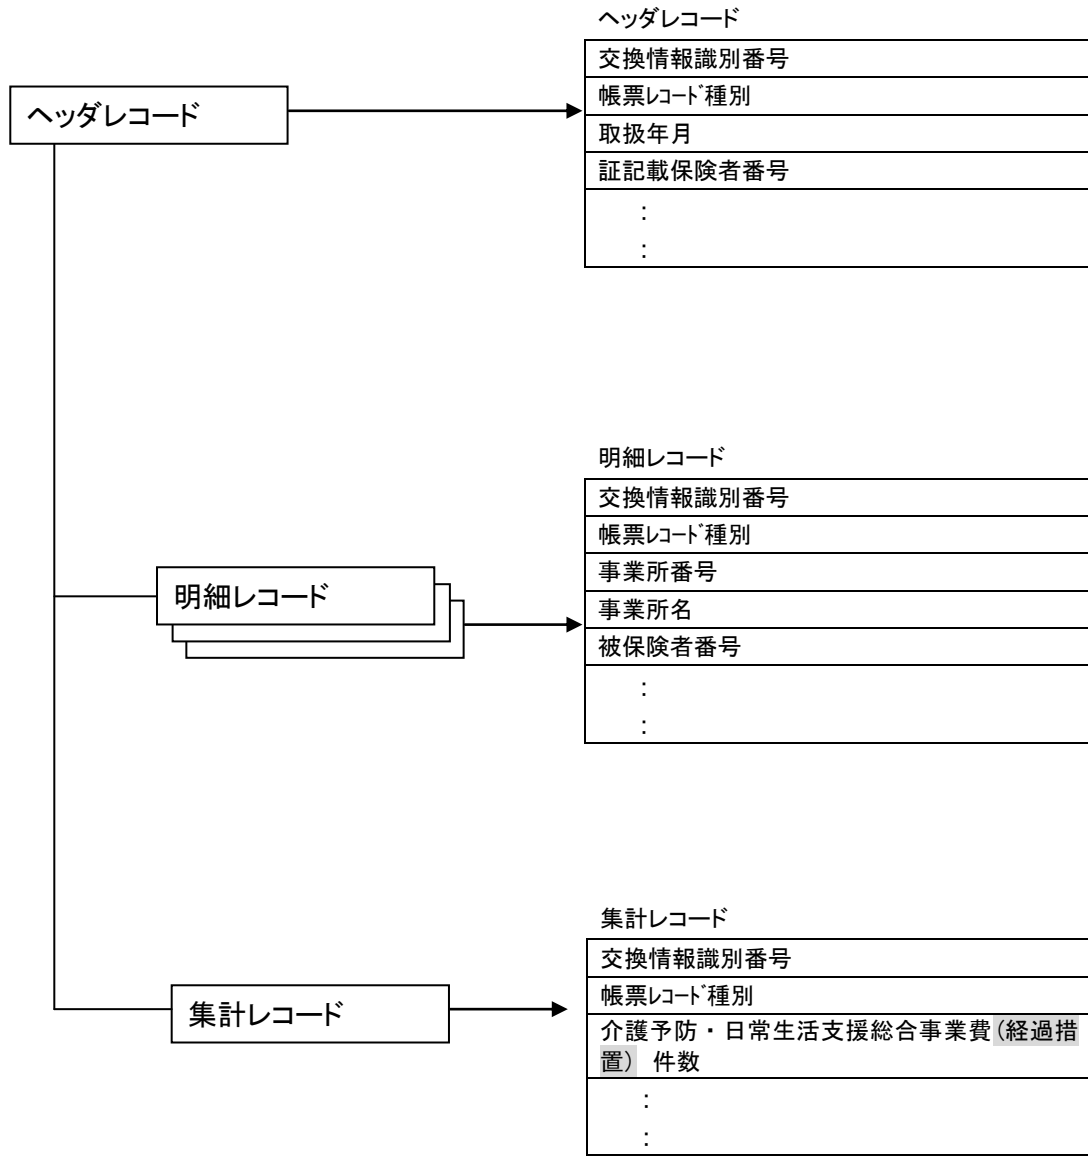 ヘッダレコード
ヘッダレコード
交換情報識別番号
帳票ﾚｺｰﾄﾞ種別
取扱年月
証記載保険者番号
:
:
明細レコード
明細レコード
交換情報識別番号
帳票ﾚｺｰﾄﾞ種別
事業所番号
事業所名
被保険者番号
:
:
集計レコード
集計レコード
交換情報識別番号
帳票ﾚｺｰﾄﾞ種別
介護予防・日常生活支援総合事業費(経過措
置) 件数
:
: